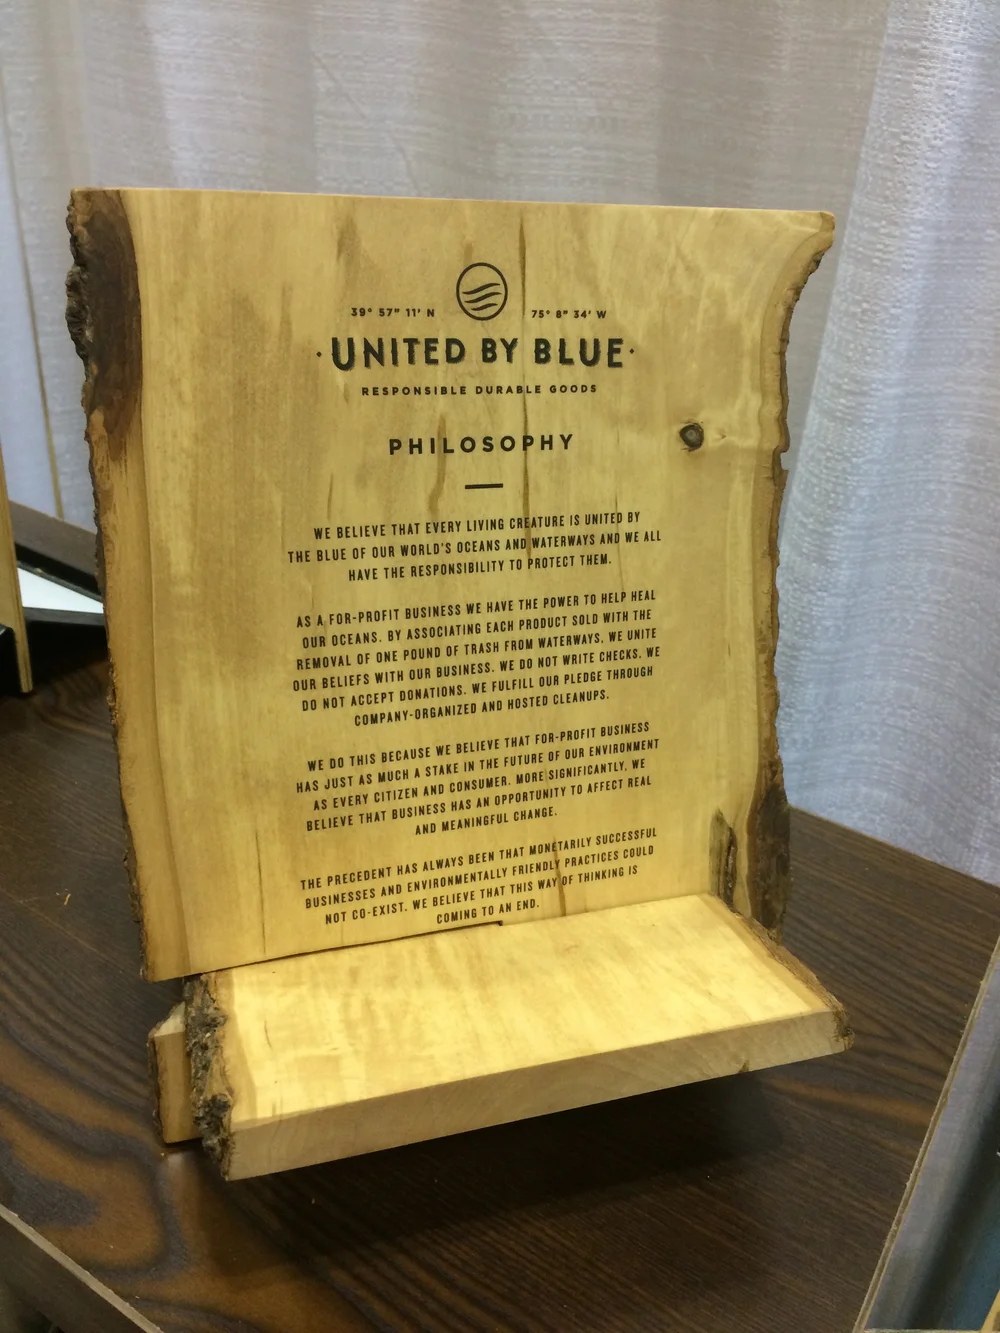 39° 57" 11' N 75° 8" 34' W
·UNITED BY BLUE·
RESPONSIBLE DURABLE GOODS
PHILOSOPHY
WE BELIEVE THAT EVERY LIVING CREATURE IS UNITED BY
THE BLUE OF OUR WORLD'S OCEANS AND WATERWAYS AND WE ALL
HAVE THE RESPONSIBILITY TO PROTECT THEM.
AS A FOR-PROFIT BUSINESS WE HAVE THE POWER TO HELP HEAL
OUR OCEANS. BY ASSOCIATING EACH PRODUCT SOLD WITH THE
REMOVAL OF ONE POUND OF TRASH FROM WATERWAYS, WE UNITE
OUR BELIEFS WITH OUR BUSINESS. WE DO NOT WRITE CHECKS. WE
DO NOT ACCEPT DONATIONS. WE FULFILL OUR PLEDGE THROUGH
COMPANY-ORGANIZED AND HOSTED CLEANUPS.
WE DO THIS BECAUSE WE BELIEVE THAT FOR-PROFIT BUSINESS
HAS JUST AS MUCH A STAKE IN THE FUTURE OF OUR ENVIRONMENT
AS EVERY CITIZEN AND CONSUMER. MORE SIGNIFICANTLY, WE
BELIEVE THAT BUSINESS HAS AN OPPORTUNITY TO AFFECT REAL
AND MEANINGFUL CHANGE.
THE PRECEDENT HAS ALWAYS BEEN THAT MONETARILY SUCCESSFUL
BUSINESSES AND ENVIRONMENTALLY FRIENDLY PRACTICES COULD
NOT CO-EXIST. WE BELIEVE THAT THIS WAY OF THINKING IS
COMING TO AN END.